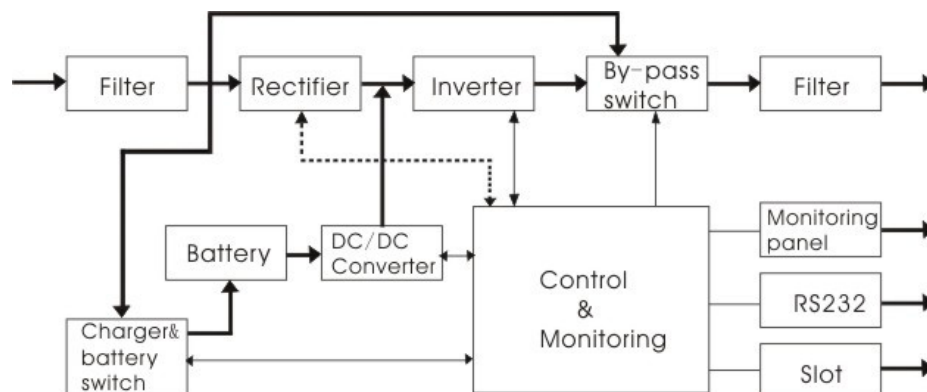 Filter
Rectifier
Inverter
By-pass
switch
Filter
Battery
DC/DC
Converter
Control
&
Monitoring
Monitoring
panel
RS232
Slot
Charger&
battery
switch